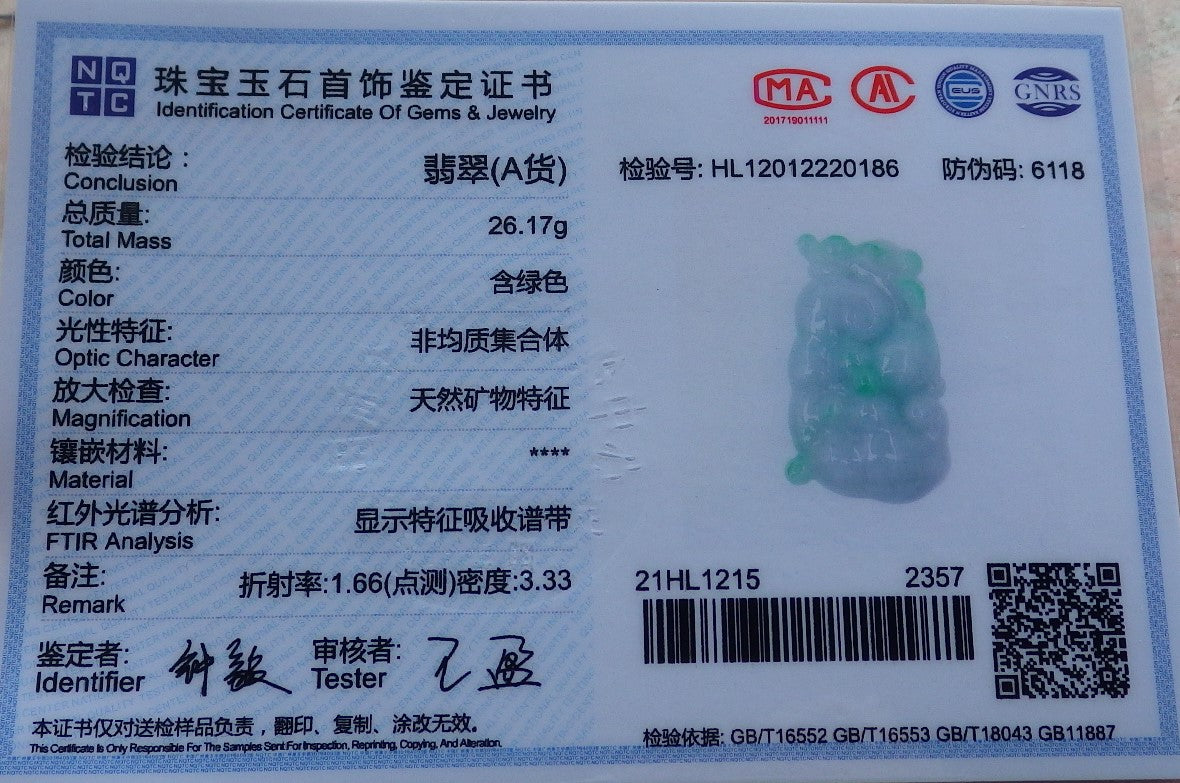 NQ
TC
珠宝玉石首饰鉴定证书
Identification Certificate Of Gems & Jewelry
MA
201719011111
GNRS
检验结论：
Conclusion
翡翠(A货)
检验号: HL12012220186
防伪码: 6118
总质量:
Total Mass
26.17g
颜色:
Color
含绿色
光性特征:
Optic Character
非均质集合体
放大检查:
Magnification
天然矿物特征
镶嵌材料:
Material
****
红外光谱分析:
FTIR Analysis
显示特征吸收谱带
备注:
Remark
折射率:1.66(点测)密度:3.33
21HL1215
2357
鉴定者:
Identifier
审核者:
Tester
本证书仅对送检样品负责，翻印、复制、涂改无效。
This Certificate Is Only Responsible For The Samples Sent For Inspection, Reprinting, Copying, And Alteration.
检验依据: GB/T16552 GB/T16553 GB/T18043 GB11887